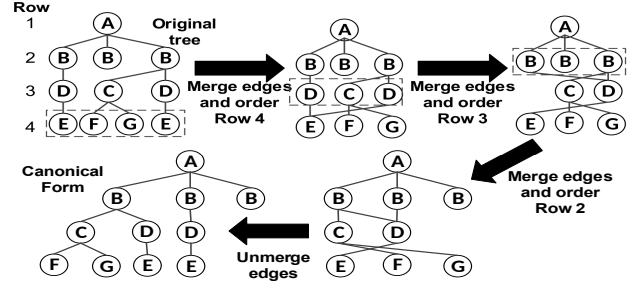 Row
1 A Original
tree
2 B B B
3 D C D
4 E F G E
Merge edges
and order
Row 4
A
B B B
D C D
E F G
Merge edges
and order
Row 3
A
B B B
C D
E F G
Merge edges
and order
Row 2
Canonical
Form
A
B B B
C D D
F G E E
Unmerge
edges
A
B B B
C D
E F G